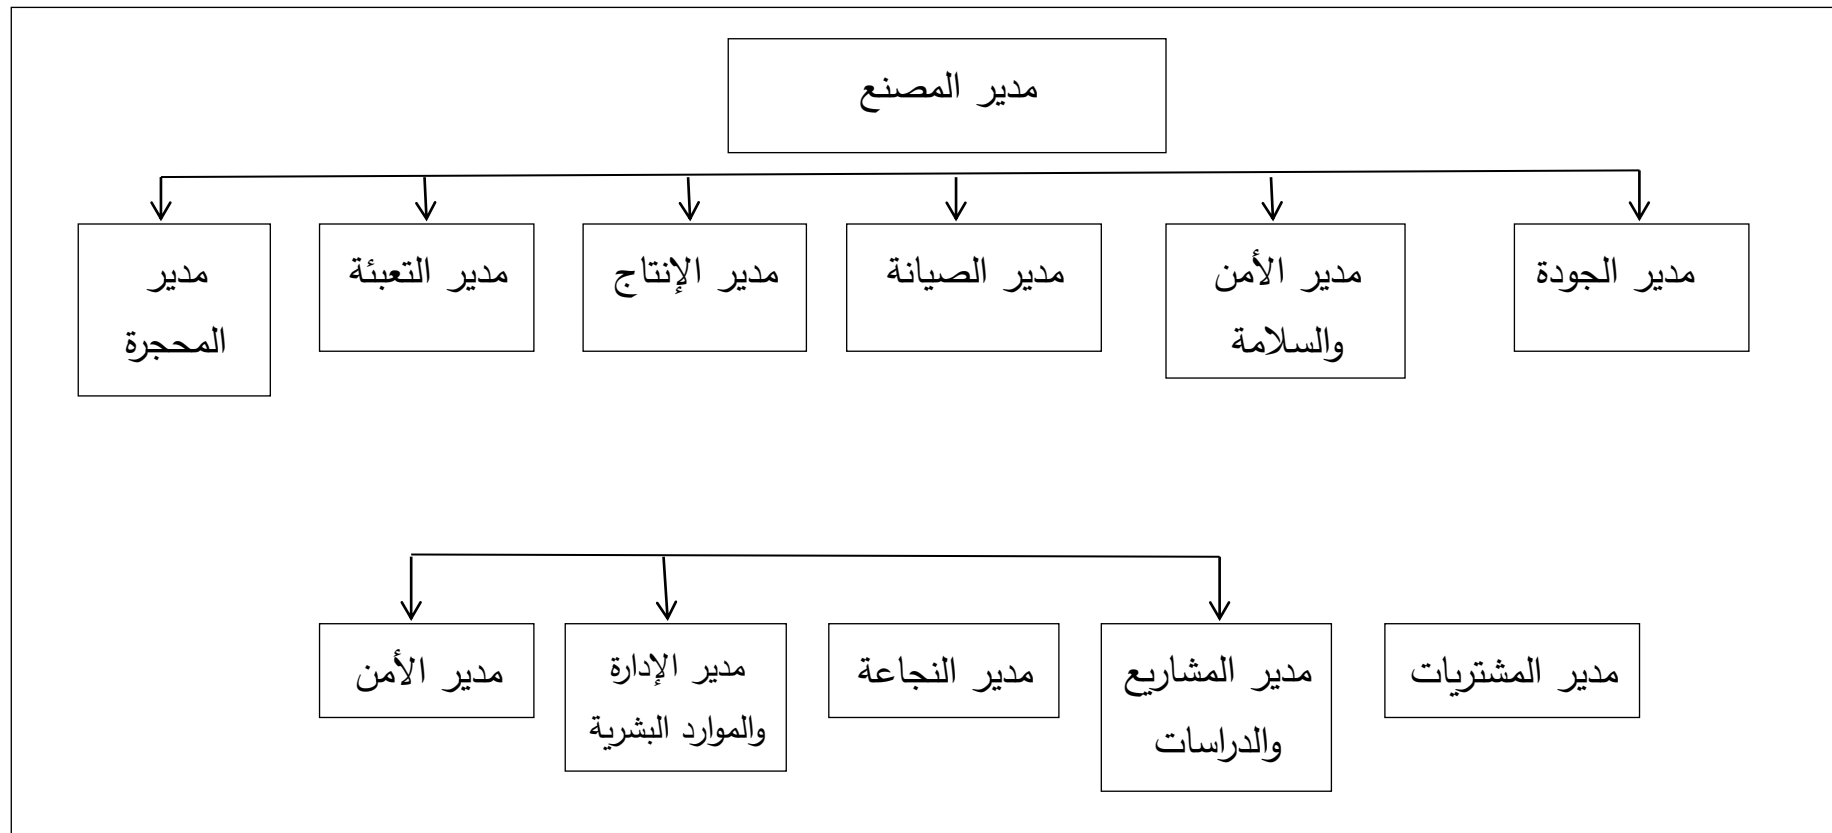 مدير المصنع
مدير الجودة
مدير الأمن
والسلامة
مدير الصيانة
مدير الإنتاج
مدير التعبئة
مدير
المحجرة
مدير المشتريات
مدير المشاريع
والدراسات
مدير النجاعة
مدير الإدارة
والموارد البشرية
مدير الأمن